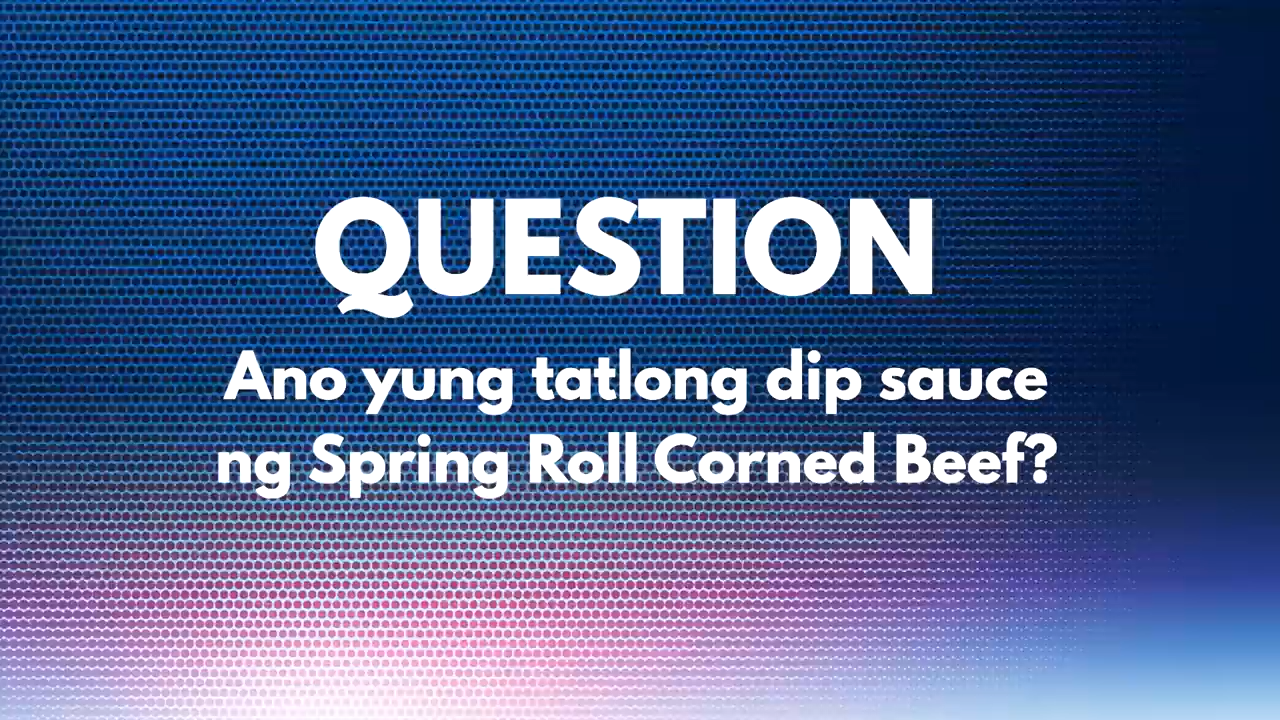 QUESTION
Ano yung tatlong dip sauce
ng Spring Roll Corned Beef?